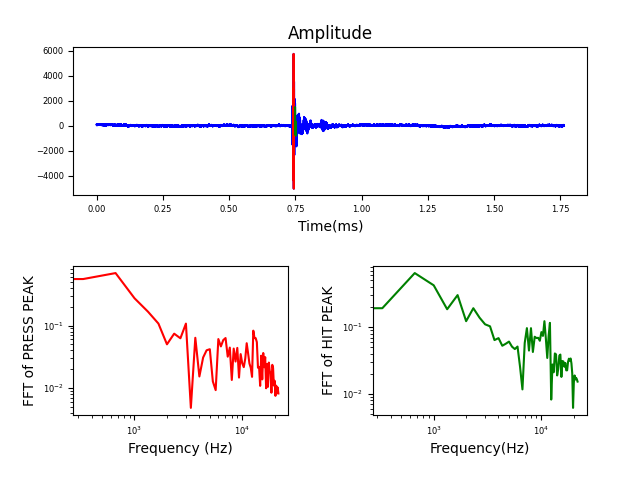 Amplitude
6000
4000
2000
0
−2000
−4000
0.00 0.25 0.50 0.75 1.00 1.25 1.50 1.75
Time(ms)
FFT of PRESS PEAK
10⁻¹
10⁻²
10³ 10⁴
Frequency (Hz)
FFT of HIT PEAK
10⁻¹
10⁻²
10³ 10⁴
Frequency(Hz)